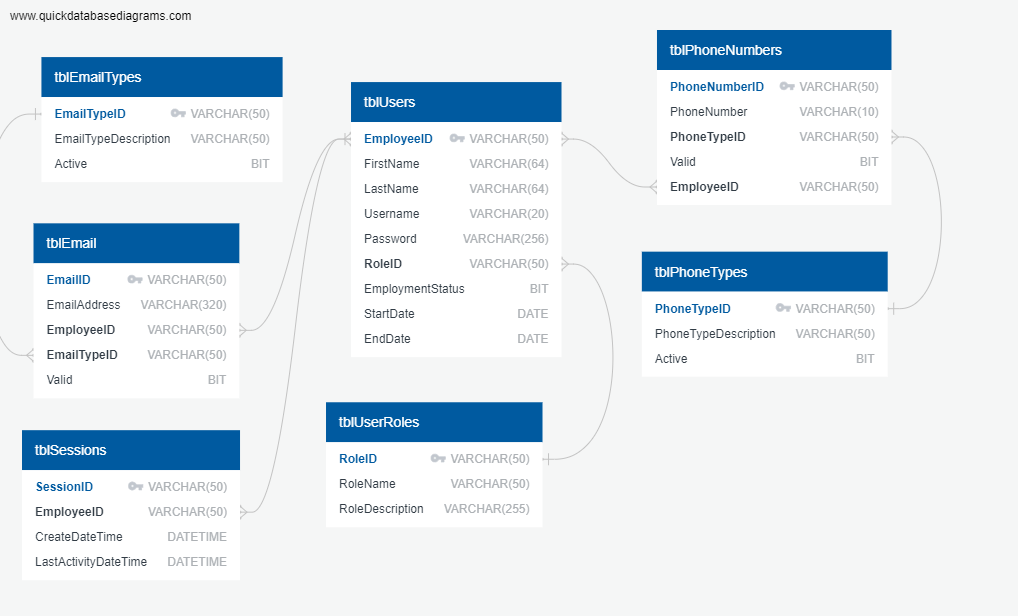 www.quickdatabasediagrams.com
tblEmailTypes
EmailTypeID VARCHAR(50)
EmailTypeDescription VARCHAR(50)
Active BIT
tblEmail
EmailID VARCHAR(50)
EmailAddress VARCHAR(320)
EmployeeID VARCHAR(50)
EmailTypeID VARCHAR(50)
Valid BIT
tblSessions
SessionID VARCHAR(50)
EmployeeID VARCHAR(50)
CreateDateTime DATETIME
LastActivityDateTime DATETIME
tblUsers
EmployeeID VARCHAR(50)
FirstName VARCHAR(64)
LastName VARCHAR(64)
Username VARCHAR(20)
Password VARCHAR(256)
RoleID VARCHAR(50)
EmploymentStatus BIT
StartDate DATE
EndDate DATE
tblUserRoles
RoleID VARCHAR(50)
RoleName VARCHAR(50)
RoleDescription VARCHAR(255)
tblPhoneNumbers
PhoneNumberID VARCHAR(50)
PhoneNumber VARCHAR(10)
PhoneTypeID VARCHAR(50)
Valid BIT
EmployeeID VARCHAR(50)
tblPhoneTypes
PhoneTypeID VARCHAR(50)
PhoneTypeDescription VARCHAR(50)
Active BIT